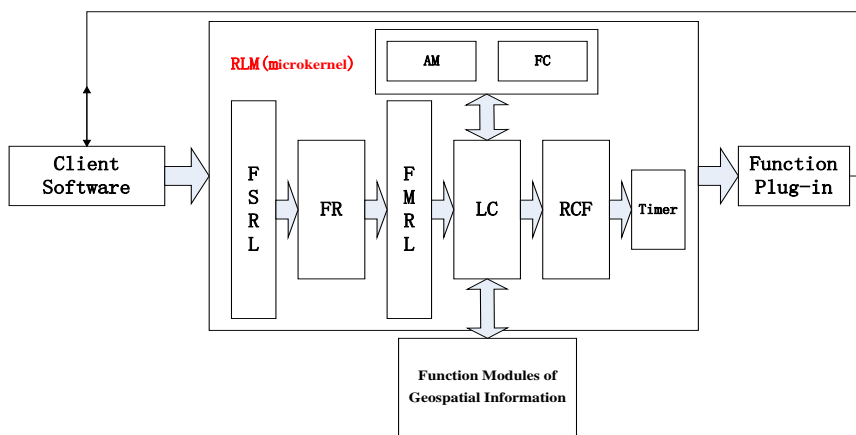 RLM(microkernel)
AM
FC
Client
Software
F
S
R
L
FR
F
M
R
L
LC
RCF
Timer
Function
Plug-in
Function Modules of
Geospatial Information